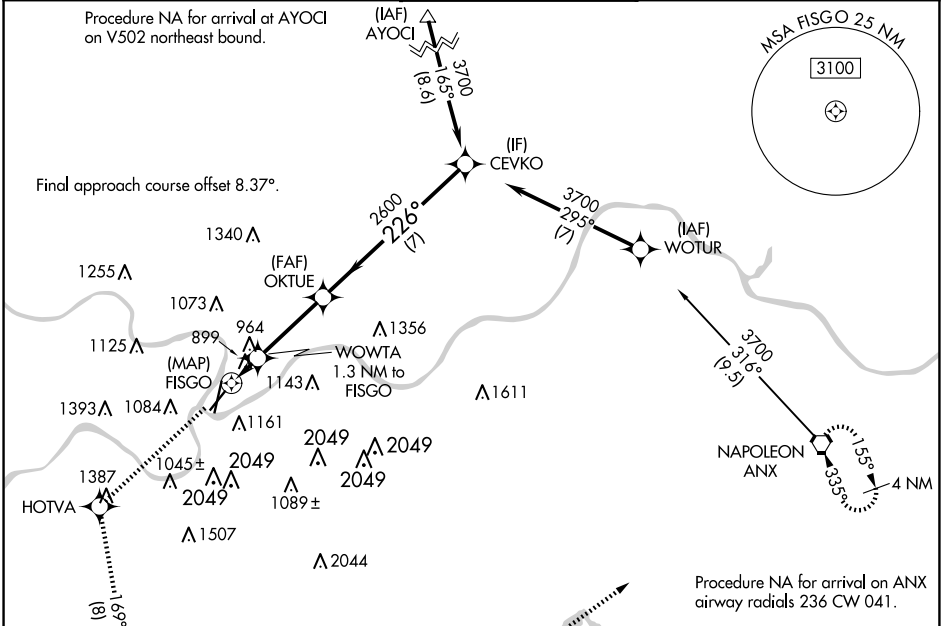 Procedure NA for arrival at AYOCI
on V502 northeast bound.
(IAF)
AYOCI
3700
165°
(8.6)
MSA FISGO 25 NM
3100
(IF)
CEVKO
Final approach course offset 8.37°.
2600
226°
(7)
3700
295°
(7)
(IAF)
WOTUR
1340
1255
(FAF)
OKTUE
1073
964
899
1125
1356
WOWTA
1.3 NM to
FISGO
(MAP)
FISGO
1143
1611
3700
316°
(9.5)
1393
1084
1161
2049
2049
2049
1045±
2049
2049
1089±
1387
HOTVA
NAPOLEON
ANX
155°
335°
4 NM
1507
2044
169°
(8)
Procedure NA for arrival on ANX
airway radials 236 CW 041.